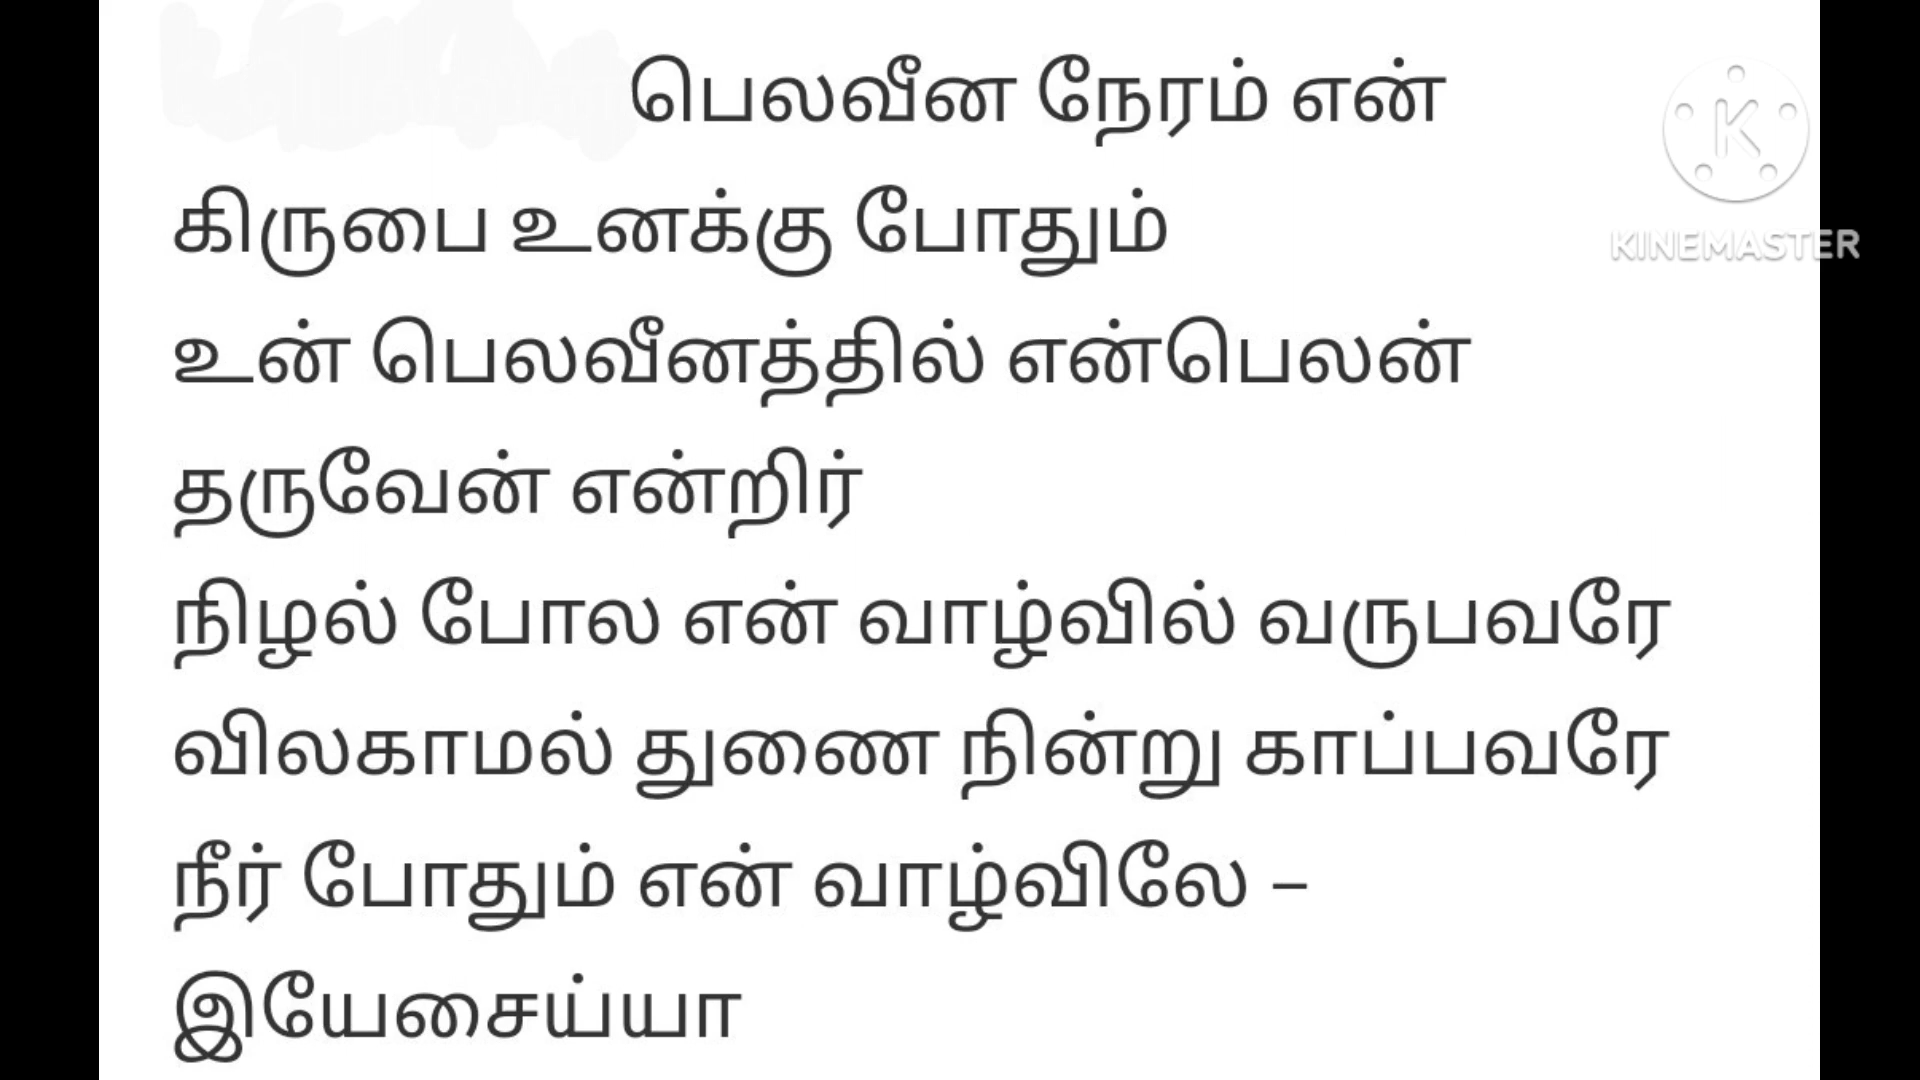 பெலவீன நேரம் என்
கிருபை உனக்கு போதும்
உன் பெலவீனத்தில் என்பெலன்
தருவேன் என்றிர்
நிழல் போல என் வாழ்வில் வருபவரே
விலகாமல் துணை நின்று காப்பவரே
நீர் போதும் என் வாழ்விலே –
இயேசைய்யா
K
KINEMASTER